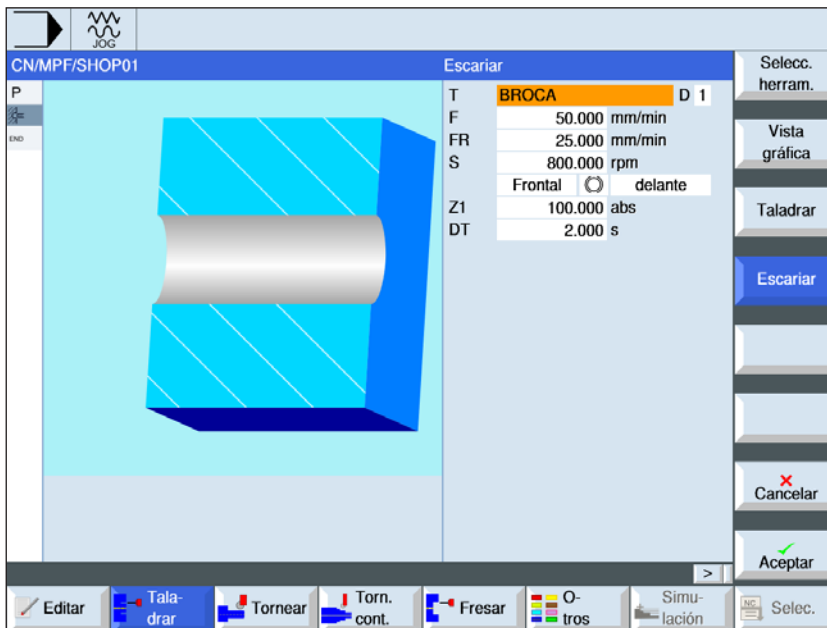 JOG
CN/MPF/SHOP01
Escariar
P
END
T BROCA D 1
F 50.000 mm/min
FR 25.000 mm/min
S 800.000 rpm
Frontal delante
Z1 100.000 abs
DT 2.000 s
Selecc.
herram.
Vista
gráfica
Taladrar
Escariar
Cancelar
Aceptar
>
Editar
Tala-
drar
Tornear
Torn.
cont.
Fresar
O-
tros
Simu-
lación
NC
Selec.